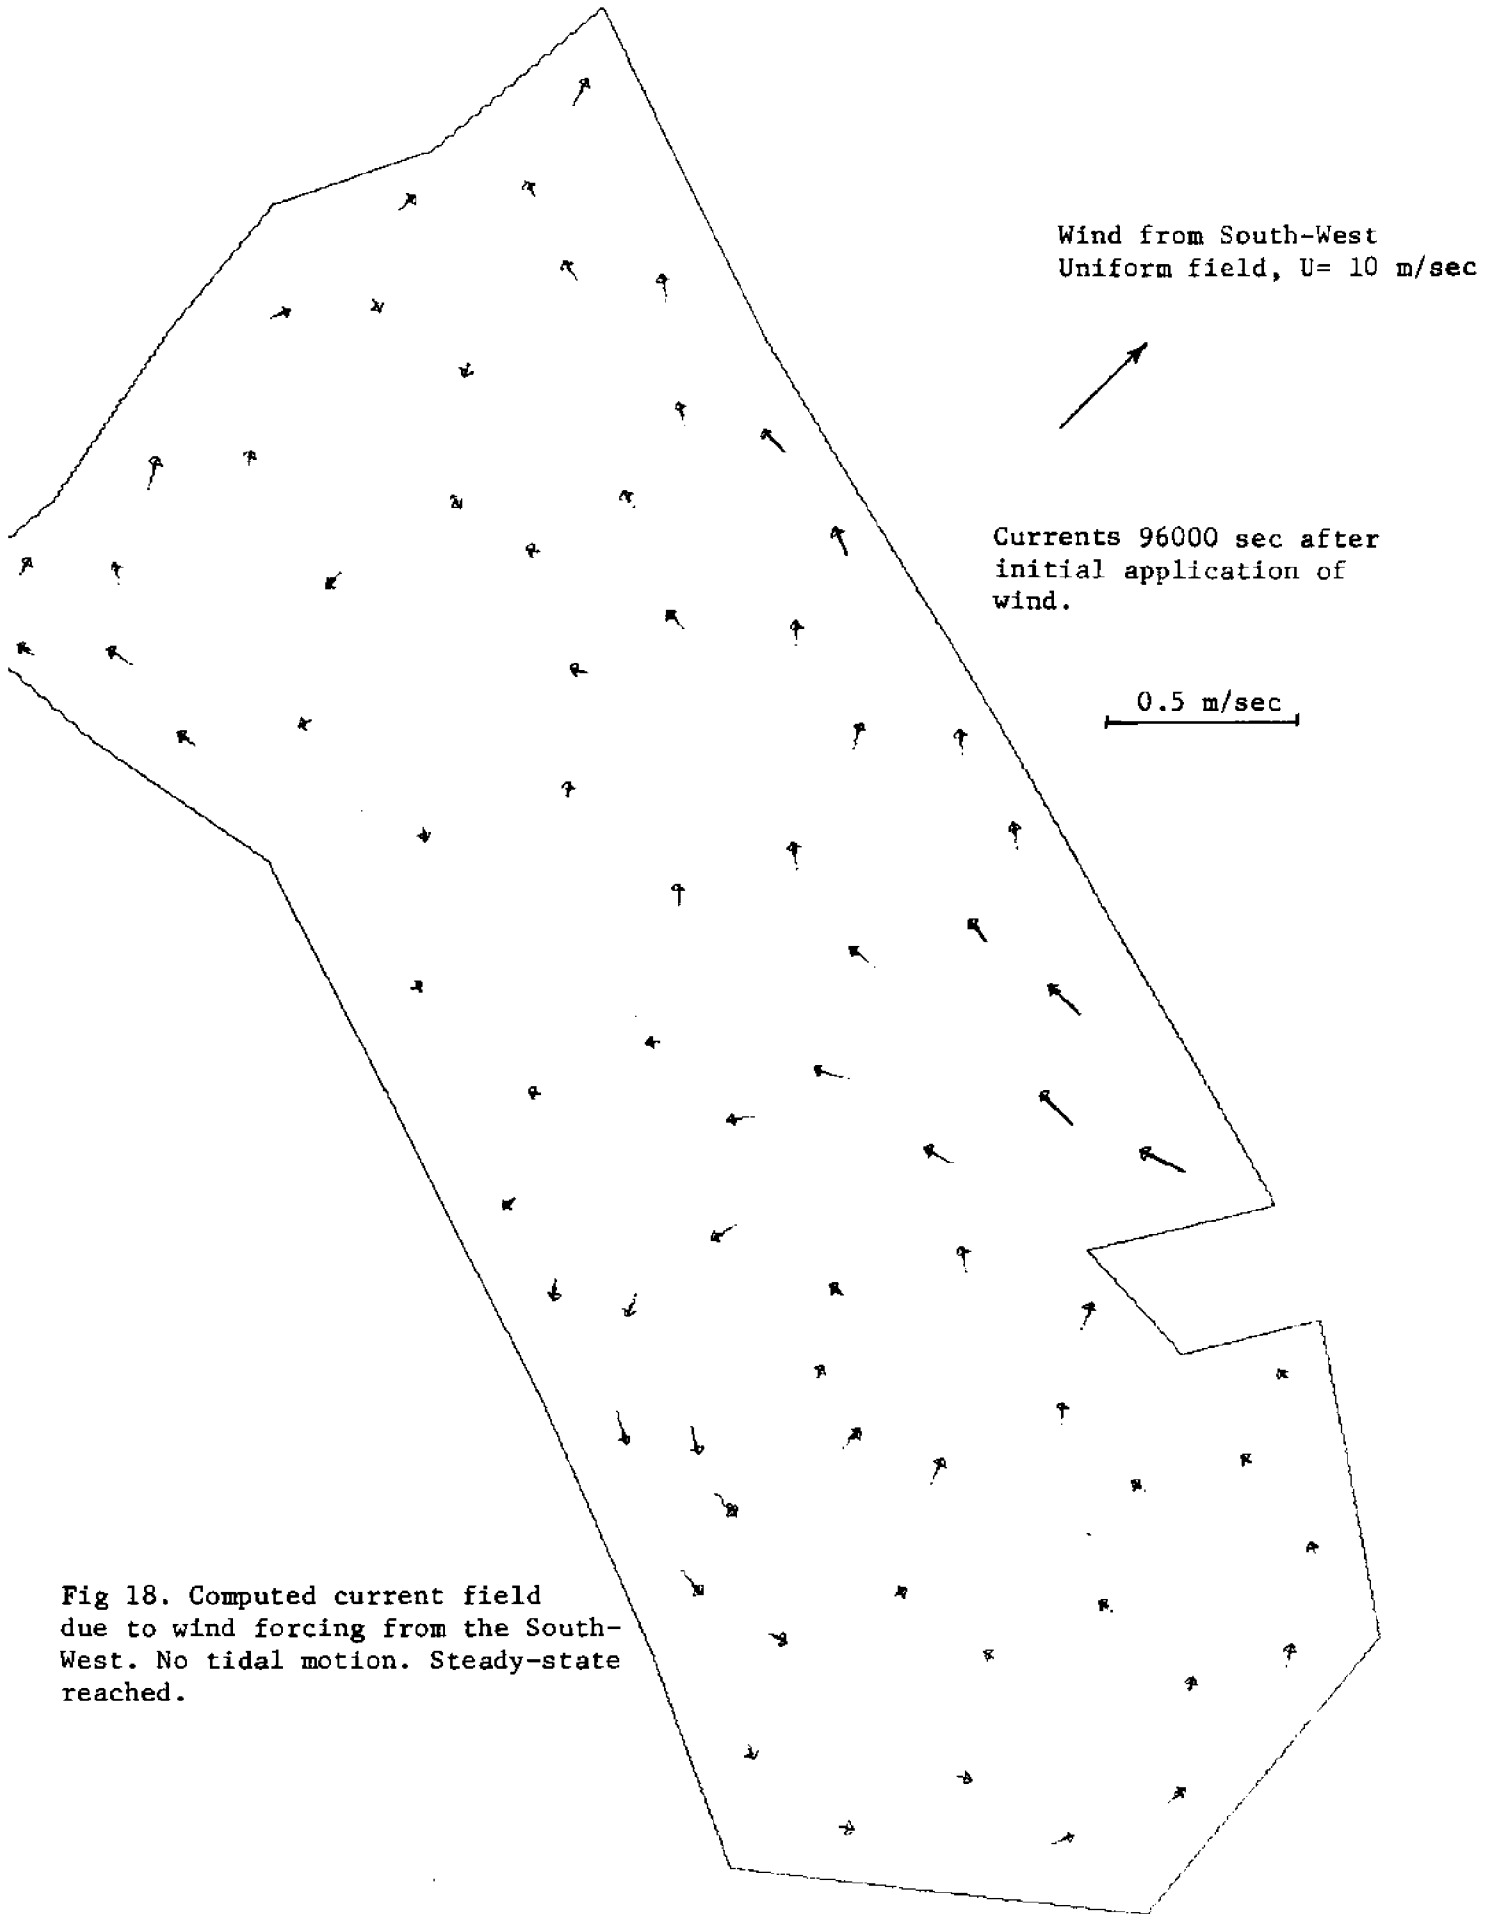 Wind from South-West
Uniform field, U= 10 m/sec
Currents 96000 sec after
initial application of
wind.
0.5 m/sec
Fig 18. Computed current field
due to wind forcing from the South-
West. No tidal motion. Steady-state
reached.